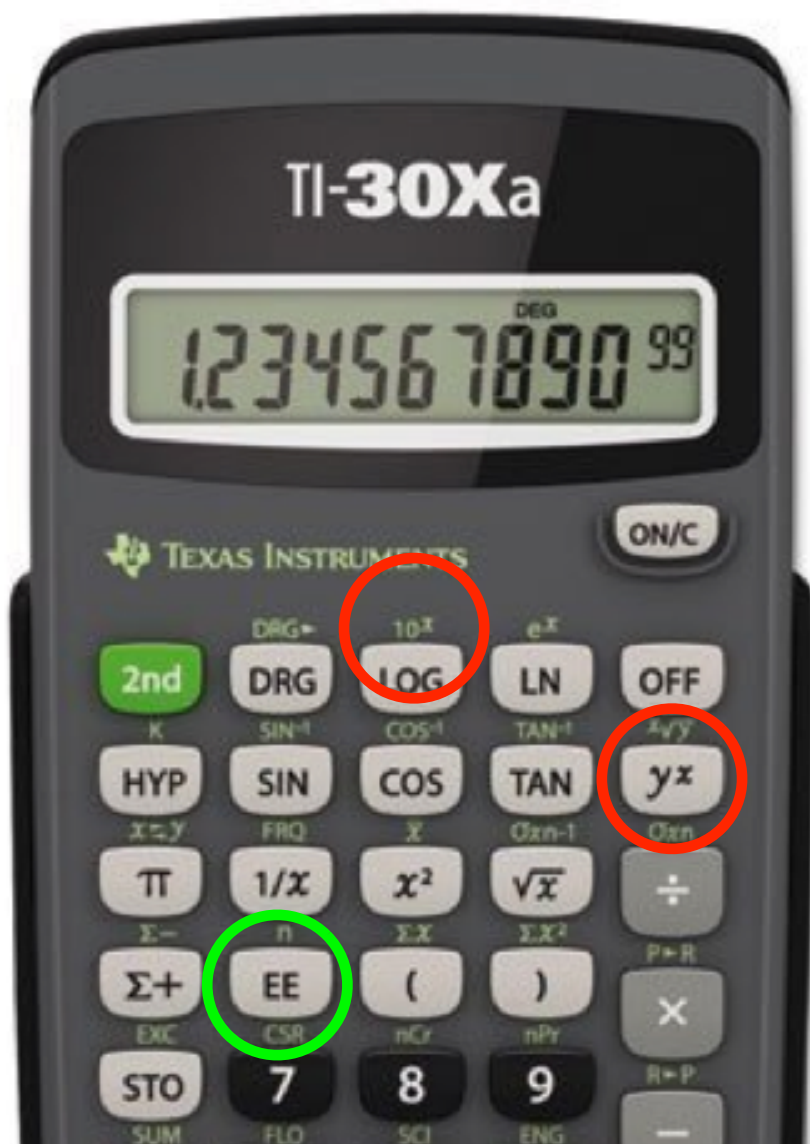 TI-30Xa
DEG
1.234567890 99
TEXAS INSTRUMENTS
ON/C
DRG► 10ˣ eˣ
2nd DRG LOG LN OFF
K SIN⁻¹ COS⁻¹ TAN⁻¹ ˣ√y
HYP SIN COS TAN yˣ
x⇆y FRQ x̄ σxn-1 σxn
π 1/x x² √x ÷
Σ- n Σx Σx² P►R
Σ+ EE ( ) ×
EXC CSR nCr nPr R►P
STO 7 8 9 −
SUM FLO SCI ENG